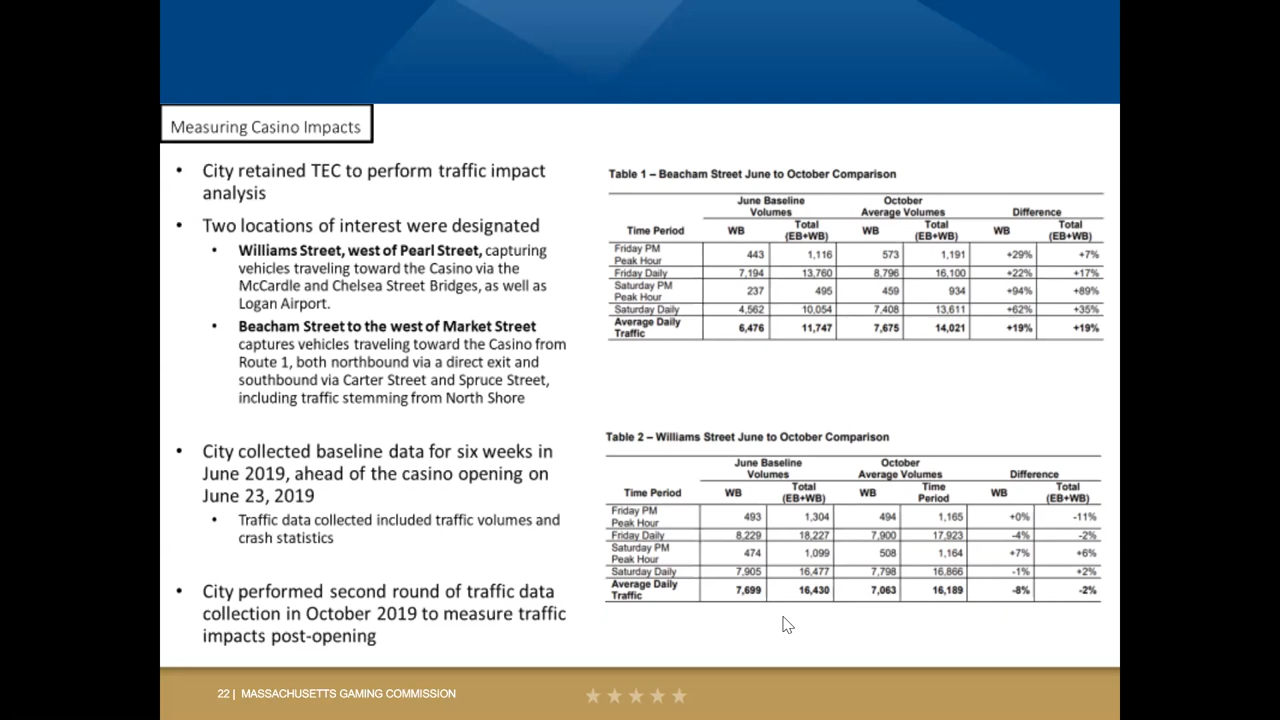 Measuring Casino Impacts
• City retained TEC to perform traffic impact
analysis
• Two locations of interest were designated
• Williams Street, west of Pearl Street, capturing
vehicles traveling toward the Casino via the
McCardle and Chelsea Street Bridges, as well as
Logan Airport.
• Beacham Street to the west of Market Street
captures vehicles traveling toward the Casino from
Route 1, both northbound via a direct exit and
southbound via Carter Street and Spruce Street,
including traffic stemming from North Shore
• City collected baseline data for six weeks in
June 2019, ahead of the casino opening on
June 23, 2019
• Traffic data collected included traffic volumes and
crash statistics
• City performed second round of traffic data
collection in October 2019 to measure traffic
impacts post-opening
Table 1 – Beacham Street June to October Comparison
June Baseline Volumes October Average Volumes Difference
Time Period WB Total (EB+WB) WB Total (EB+WB) WB Total (EB+WB)
Friday PM Peak Hour 443 1,116 573 1,191 +29% +7%
Friday Daily 7,194 13,760 8,796 16,100 +22% +17%
Saturday PM Peak Hour 237 495 459 934 +94% +89%
Saturday Daily 4,562 10,054 7,408 13,611 +62% +35%
Average Daily Traffic 6,476 11,747 7,675 14,021 +19% +19%
Table 2 – Williams Street June to October Comparison
June Baseline Volumes October Average Volumes Difference
Time Period WB Total (EB+WB) WB Time Period WB Total (EB+WB)
Friday PM Peak Hour 493 1,304 494 1,165 +0% -11%
Friday Daily 8,229 18,227 7,900 17,923 -4% -2%
Saturday PM Peak Hour 474 1,099 508 1,164 +7% +6%
Saturday Daily 7,905 16,477 7,798 16,866 -1% +2%
Average Daily Traffic 7,699 16,430 7,063 16,189 -8% -2%
22 | MASSACHUSETTS GAMING COMMISSION